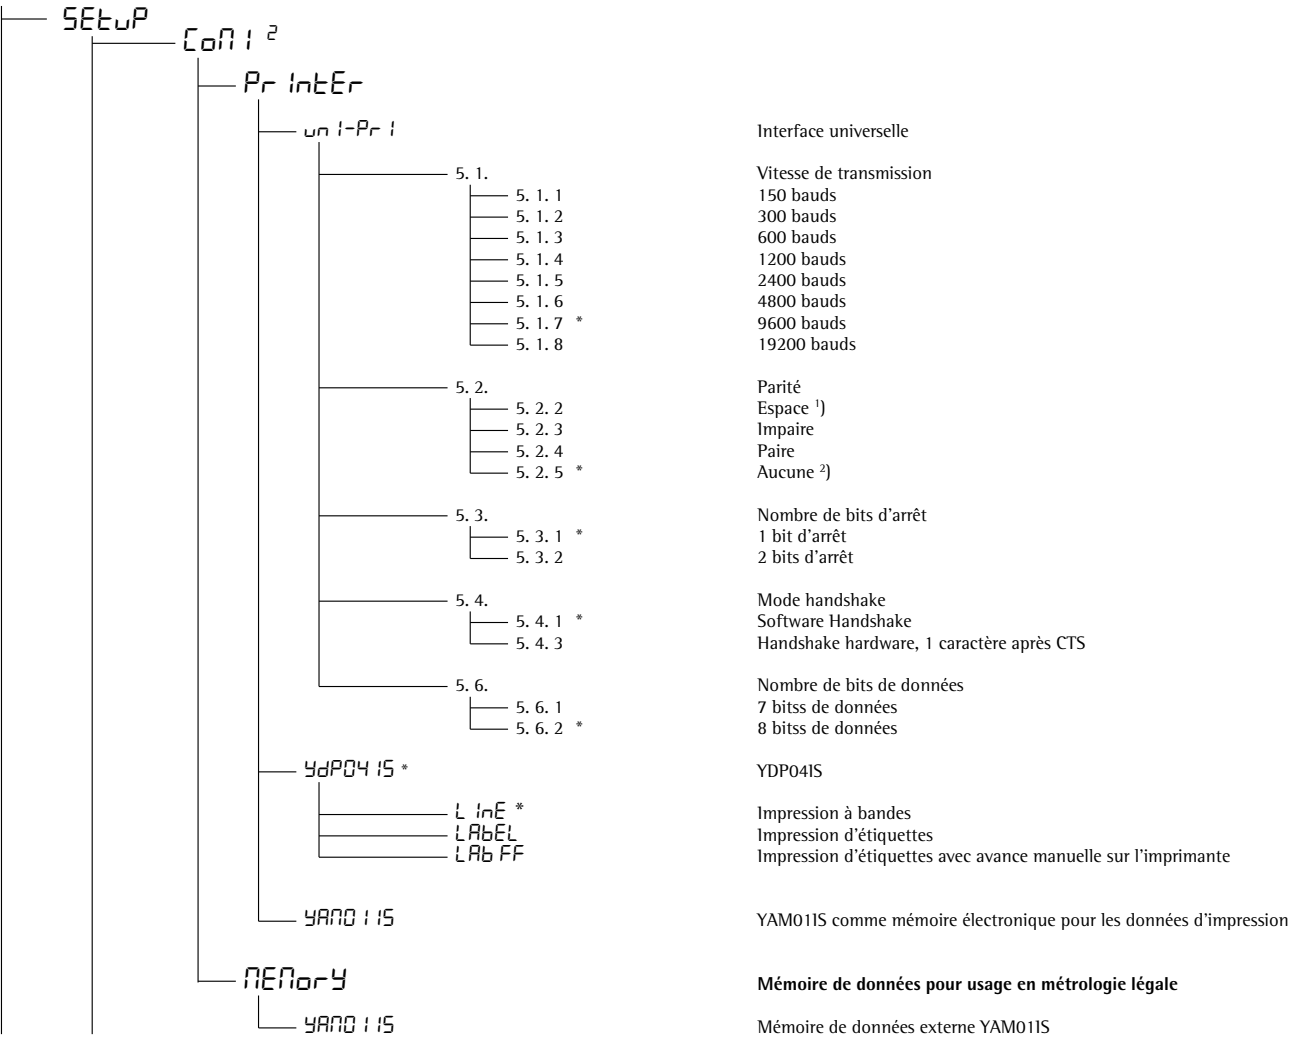 SEtuP
CoM1 2
PrIntEr
unI-PrI Interface universelle
5. 1. Vitesse de transmission
5. 1. 1 150 bauds
5. 1. 2 300 bauds
5. 1. 3 600 bauds
5. 1. 4 1200 bauds
5. 1. 5 2400 bauds
5. 1. 6 4800 bauds
5. 1. 7 * 9600 bauds
5. 1. 8 19200 bauds
5. 2. Parité
5. 2. 2 Espace 1)
5. 2. 3 Impaire
5. 2. 4 Paire
5. 2. 5 * Aucune 2)
5. 3. Nombre de bits d'arrêt
5. 3. 1 * 1 bit d'arrêt
5. 3. 2 2 bits d'arrêt
5. 4. Mode handshake
5. 4. 1 * Software Handshake
5. 4. 3 Handshake hardware, 1 caractère après CTS
5. 6. Nombre de bits de données
5. 6. 1 7 bitss de données
5. 6. 2 * 8 bitss de données
YdP04IS * YDP04IS
LInE * Impression à bandes
LAbEL Impression d'étiquettes
LAb FF Impression d'étiquettes avec avance manuelle sur l'imprimante
YAM01IS YAM01IS comme mémoire électronique pour les données d'impression
MEMorY Mémoire de données pour usage en métrologie légale
YAM01IS Mémoire de données externe YAM01IS